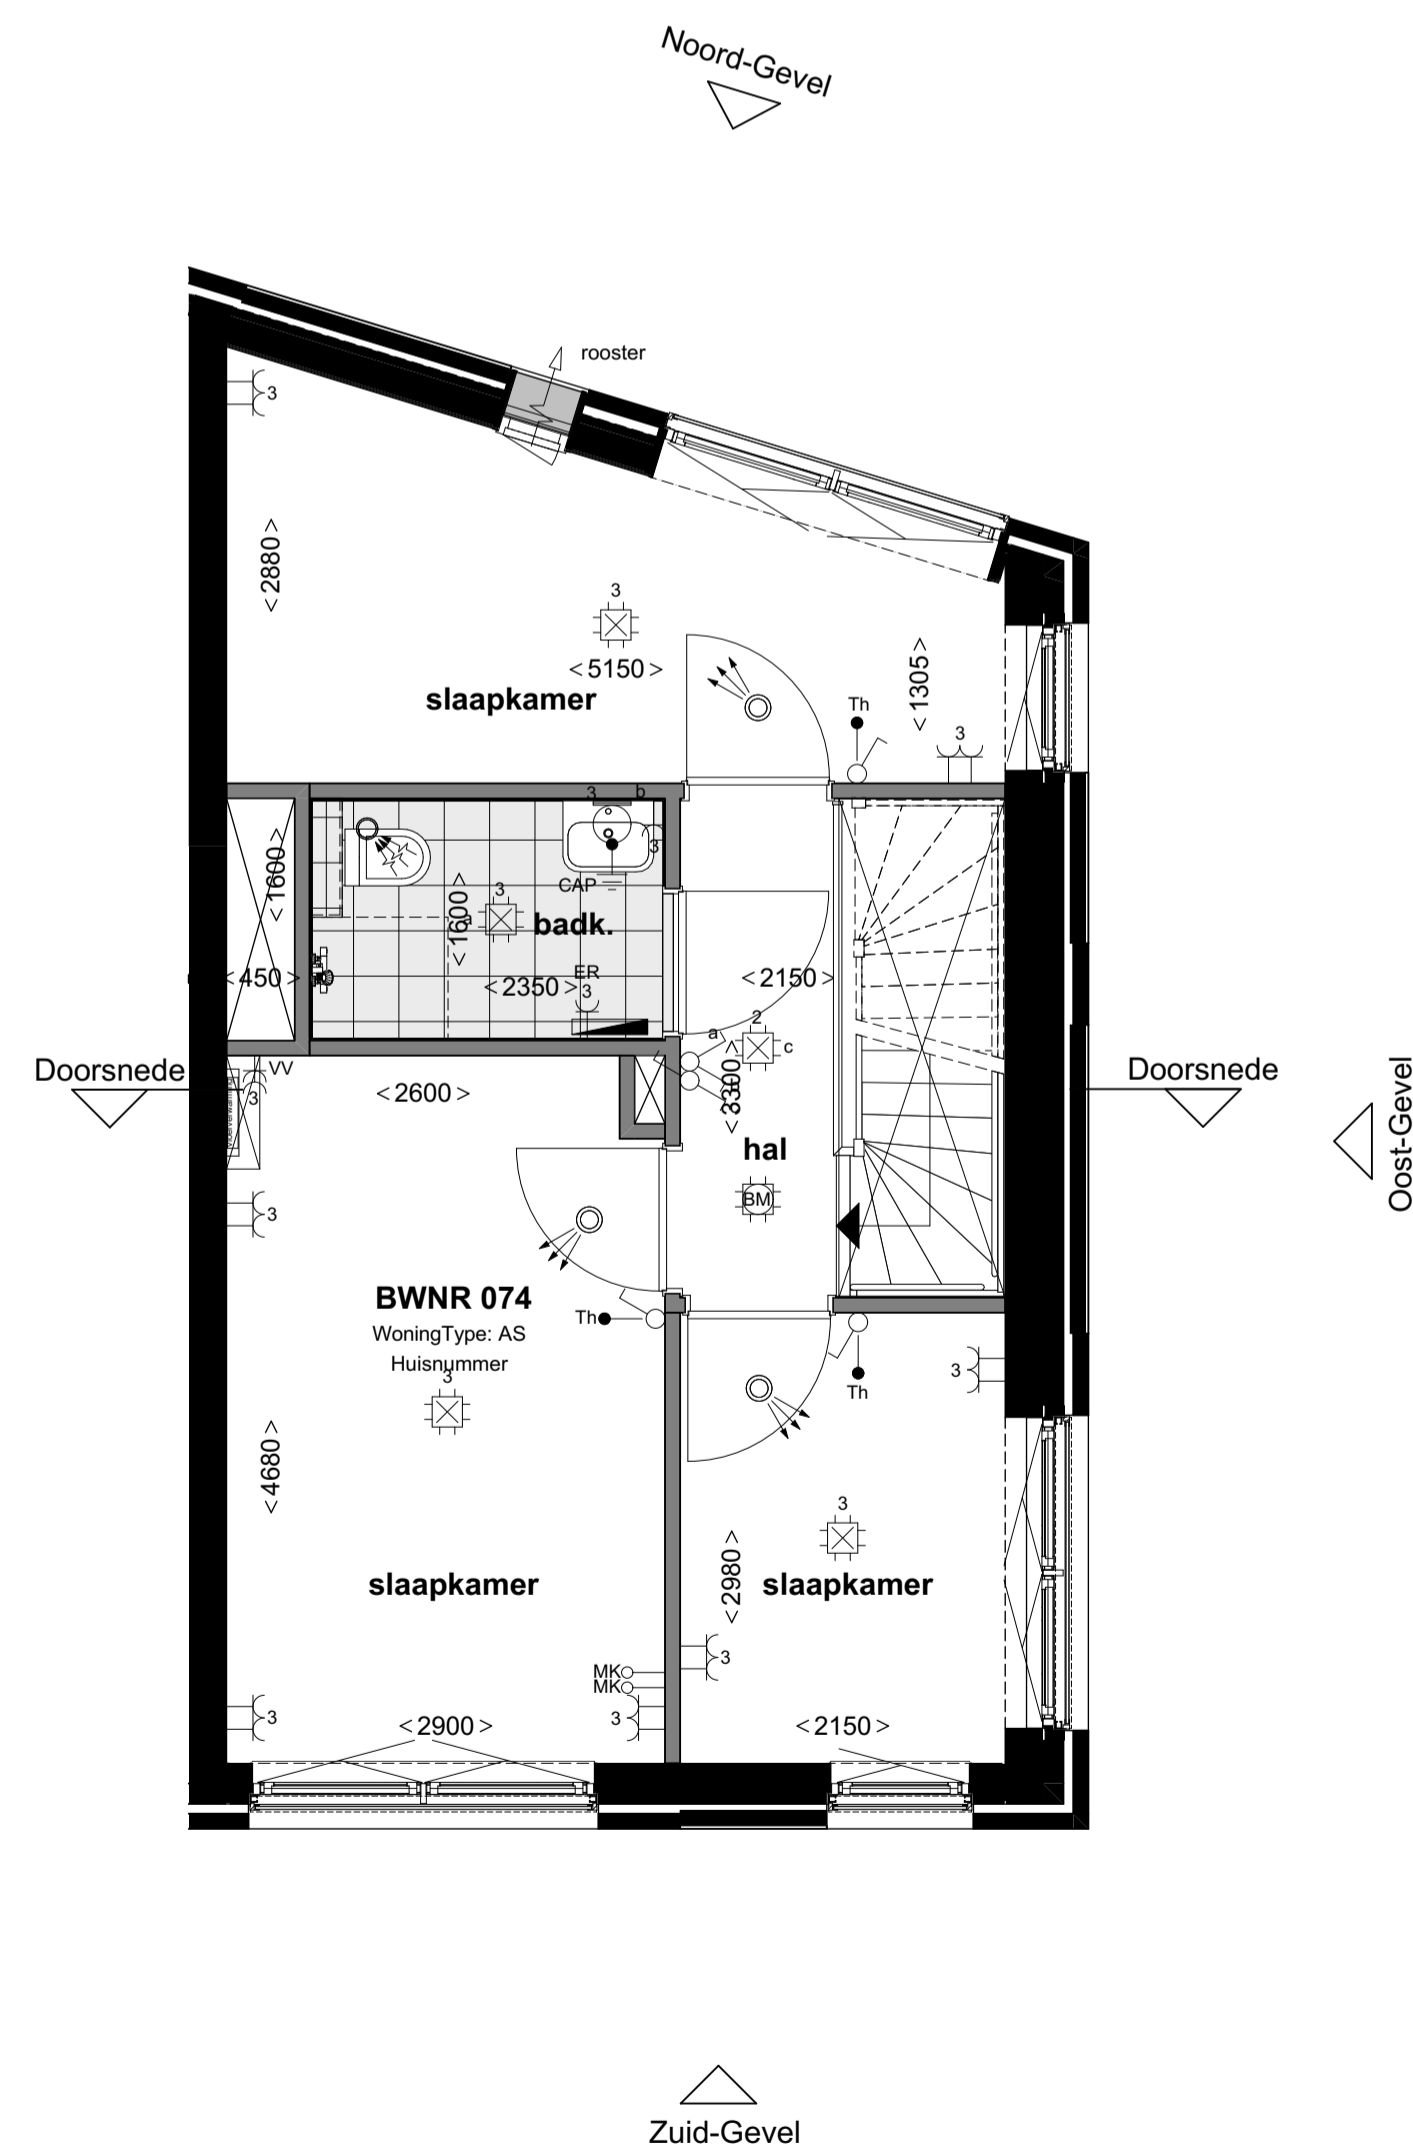 Noord-Gevel
rooster
3
<2880>
3
<5150>
slaapkamer
<1305>
Th
3
3
b
3
<1600>
CAP
3
<1600>
a
badk.
ER
<450>
<2350>
3
<2150>
a
2
c
Doorsnede
VV
3
<2600>
<3300>
Doorsnede
Oost-Gevel
hal
BM
3
BWNR 074
Th
WoningType: AS
Huisnummer
3
3
Th
<4680>
3
<2980>
slaapkamer
slaapkamer
3
MK
MK
3
3
<2900>
<2150>
Zuid-Gevel